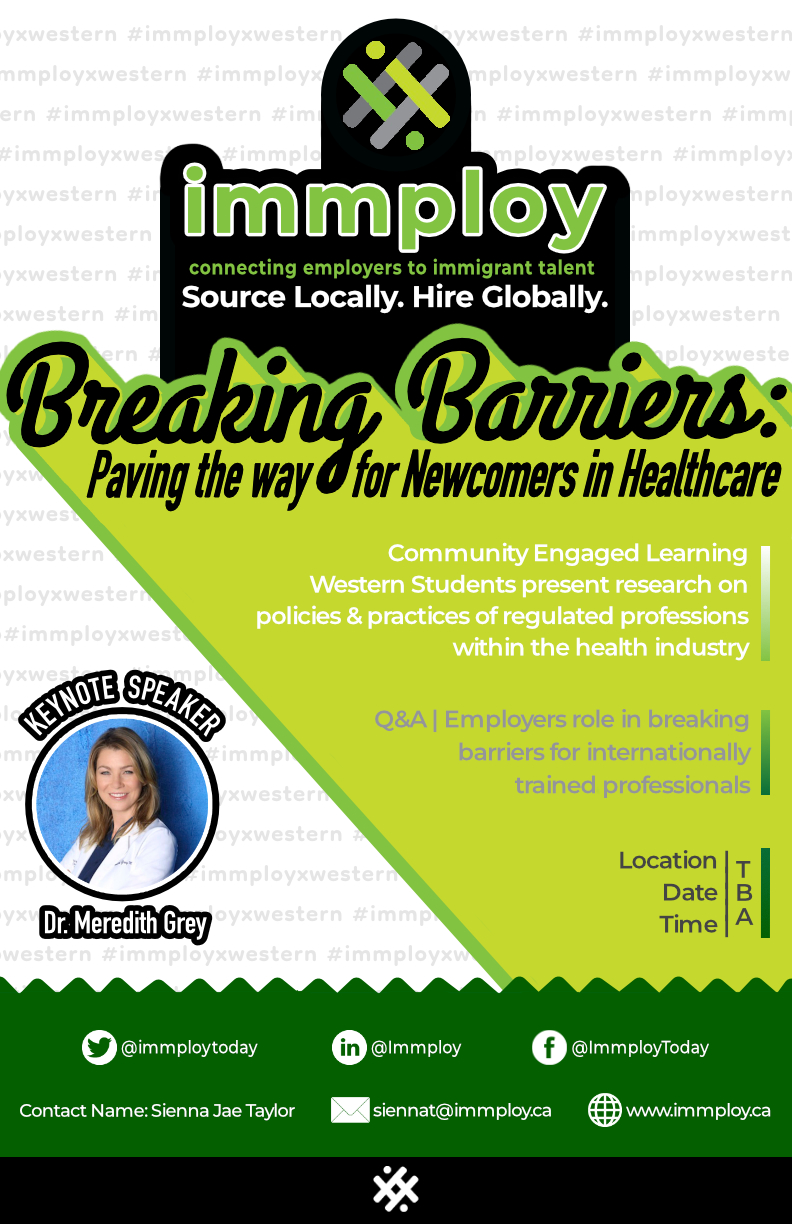 #immployxwestern #immployxwestern
immploy
connecting employers to immigrant talent
Source Locally. Hire Globally.
Breaking Barriers:
Paving the way for Newcomers in Healthcare
Community Engaged Learning
Western Students present research on
policies & practices of regulated professions
within the health industry
Q&A | Employers role in breaking
barriers for internationally
trained professionals
Location
Date
Time
TBA
KEYNOTE SPEAKER
Dr. Meredith Grey
@immploytoday @Immploy @ImmployToday
Contact Name: Sienna Jae Taylor siennat@immploy.ca www.immploy.ca